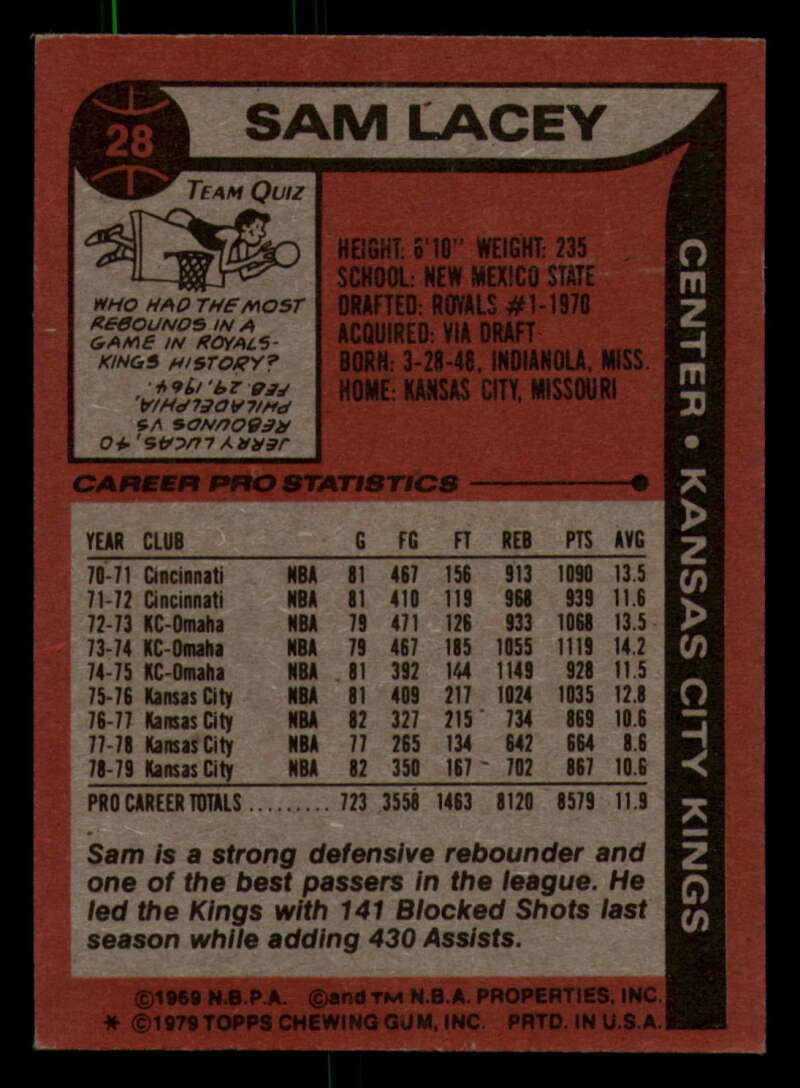 28
SAM LACEY
TEAM QUIZ
WHO HAD THE MOST
REBOUNDS IN A
GAME IN ROYALS-
KINGS HISTORY?
JERRY LUCAS, 40
REBOUNDS VS
PHILADELPHIA,
FEB. 29, 1964.
HEIGHT: 6'10" WEIGHT: 235
SCHOOL: NEW MEXICO STATE
DRAFTED: ROYALS #1-1970
ACQUIRED: VIA DRAFT
BORN: 3-28-48, INDIANOLA, MISS.
HOME: KANSAS CITY, MISSOURI
CENTER • KANSAS CITY KINGS
CAREER PRO STATISTICS
YEAR CLUB G FG FT REB PTS AVG
70-71 Cincinnati NBA 81 467 156 913 1090 13.5
71-72 Cincinnati NBA 81 410 119 968 939 11.6
72-73 KC-Omaha NBA 79 471 126 933 1068 13.5
73-74 KC-Omaha NBA 79 467 185 1055 1119 14.2
74-75 KC-Omaha NBA 81 392 144 1149 928 11.5
75-76 Kansas City NBA 81 409 217 1024 1035 12.8
76-77 Kansas City NBA 82 327 215 734 869 10.6
77-78 Kansas City NBA 77 265 134 642 664 8.6
78-79 Kansas City NBA 82 350 167 702 867 10.6
PRO CAREER TOTALS ......... 723 3558 1463 8120 8579 11.9
Sam is a strong defensive rebounder and
one of the best passers in the league. He
led the Kings with 141 Blocked Shots last
season while adding 430 Assists.
©1969 N.B.P.A. ©and TM N.B.A. PROPERTIES, INC.
* ©1979 TOPPS CHEWING GUM, INC. PRTD. IN U.S.A.